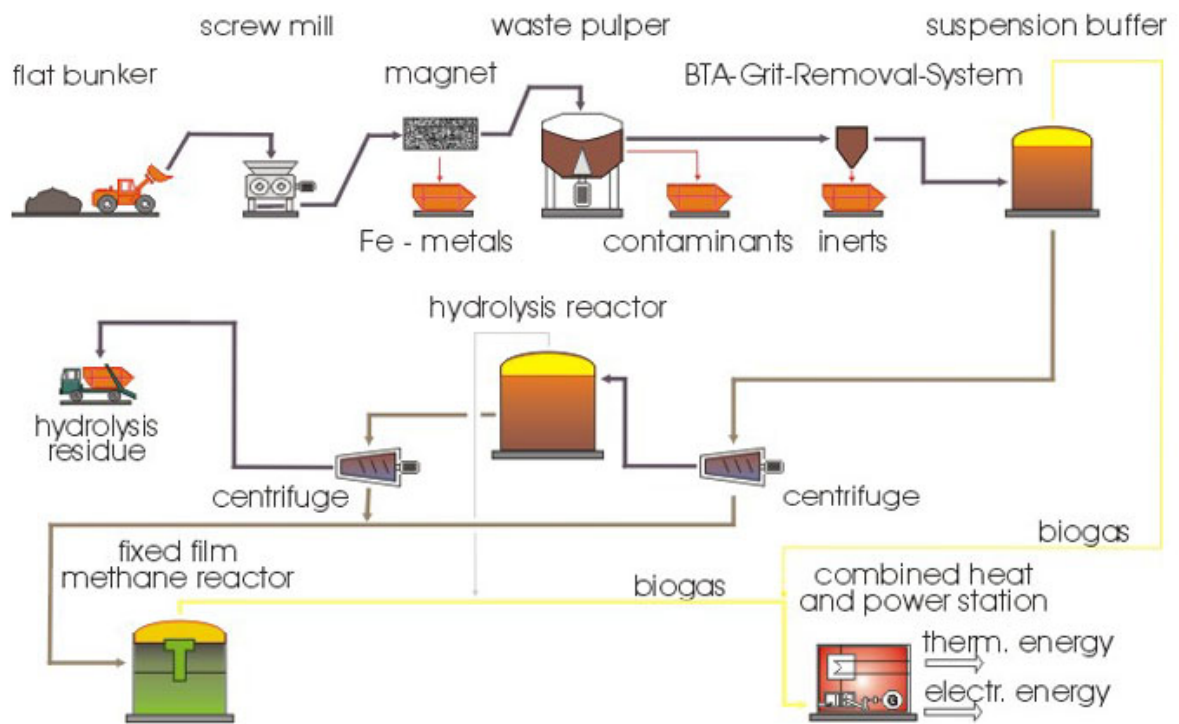 screw mill
waste pulper
suspension buffer
flat bunker
magnet
BTA-Grit-Removal-System
Fe - metals
contaminants
inerts
hydrolysis reactor
hydrolysis
residue
centrifuge
centrifuge
fixed film
methane reactor
biogas
biogas
combined heat
and power station
therm. energy
electr. energy
G